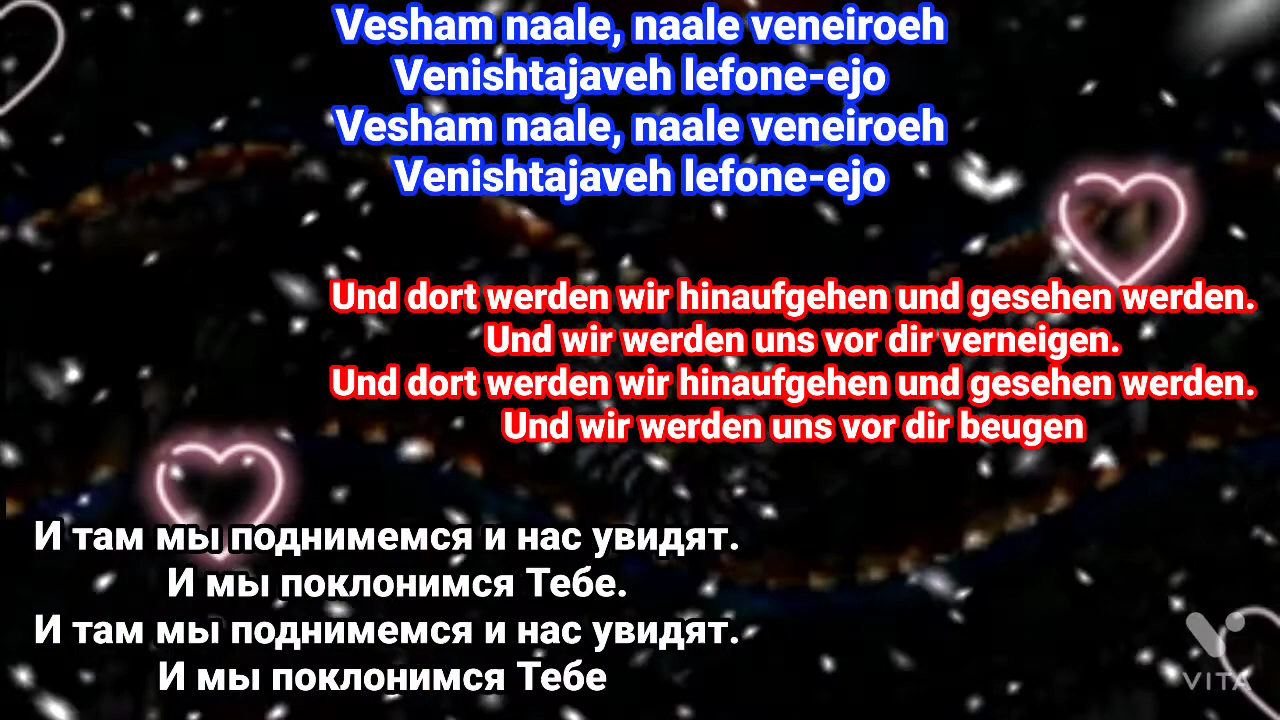 Vesham naale, naale veneiroeh
Venishtajaveh lefone-ejo
Vesham naale, naale veneiroeh
Venishtajaveh lefone-ejo
Und dort werden wir hinaufgehen und gesehen werden.
Und wir werden uns vor dir verneigen.
Und dort werden wir hinaufgehen und gesehen werden.
Und wir werden uns vor dir beugen
И там мы поднимемся и нас увидят.
И мы поклонимся Тебе.
И там мы поднимемся и нас увидят.
И мы поклонимся Тебе
VITA